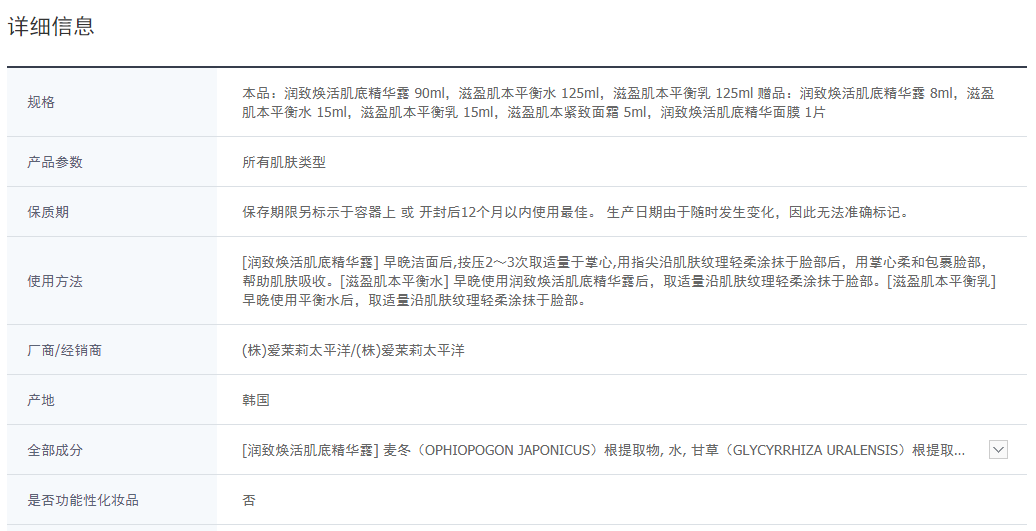 详细信息
规格
本品：润致焕活肌底精华露 90ml，滋盈肌本平衡水 125ml，滋盈肌本平衡乳 125ml 赠品：润致焕活肌底精华露 8ml，滋盈
肌本平衡水 15ml，滋盈肌本平衡乳 15ml，滋盈肌本紧致面霜 5ml，润致焕活肌底精华面膜 1片
产品参数
所有肌肤类型
保质期
保存期限另标示于容器上 或 开封后12个月以内使用最佳。 生产日期由于随时发生变化，因此无法准确标记。
使用方法
[润致焕活肌底精华露] 早晚洁面后,按压2～3次取适量于掌心,用指尖沿肌肤纹理轻柔涂抹于脸部后，用掌心柔和包裹脸部，
帮助肌肤吸收。[滋盈肌本平衡水] 早晚使用润致焕活肌底精华露后，取适量沿肌肤纹理轻柔涂抹于脸部。[滋盈肌本平衡乳]
早晚使用平衡水后，取适量沿肌肤纹理轻柔涂抹于脸部。
厂商/经销商
(株)爱茉莉太平洋/(株)爱茉莉太平洋
产地
韩国
全部成分
[润致焕活肌底精华露] 麦冬（OPHIOPOGON JAPONICUS）根提取物, 水, 甘草（GLYCYRRHIZA URALENSIS）根提取...
是否功能性化妆品
否